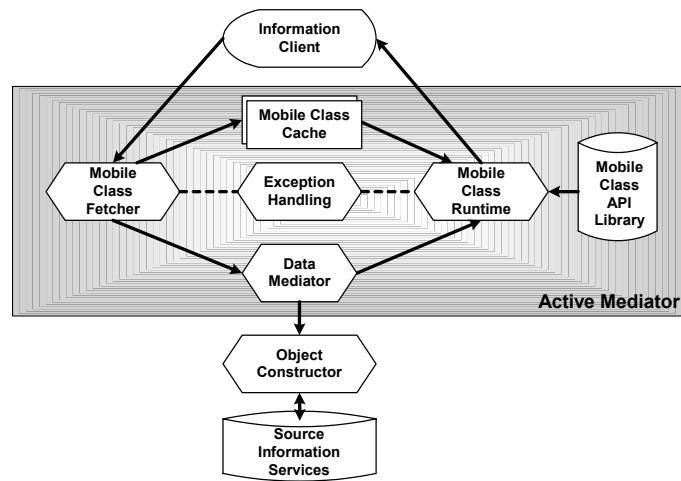 Information
Client
Mobile Class
Cache
Mobile
Class
Fetcher
Exception
Handling
Mobile
Class
Runtime
Mobile
Class
API
Library
Data
Mediator
Active Mediator
Object
Constructor
Source
Information
Services